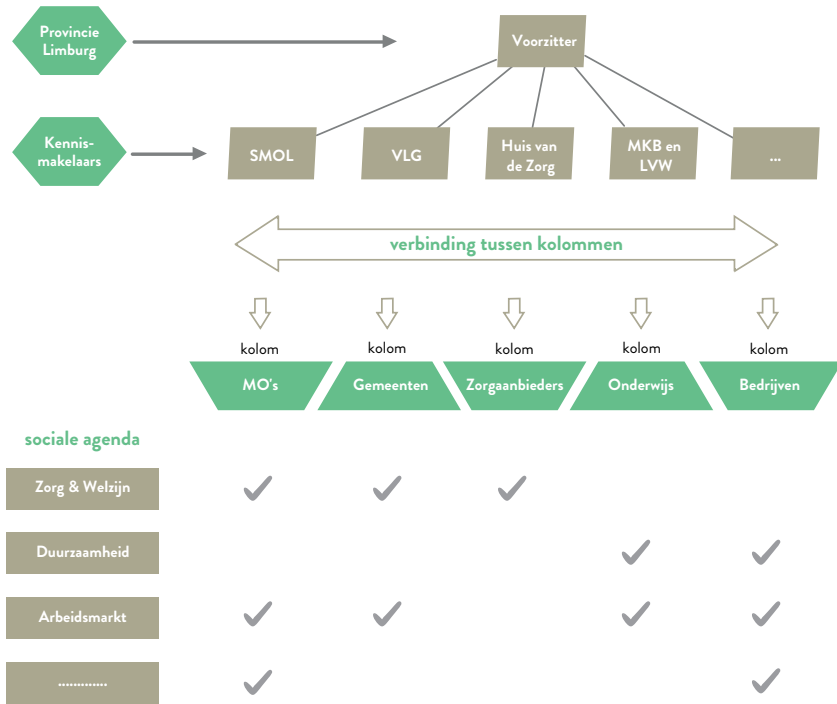 Provincie
Limburg
Voorzitter
Kennis-
makelaars
SMOL
VLG
Huis van
de Zorg
MKB en
LVW
...
verbinding tussen kolommen
kolom
kolom
kolom
kolom
kolom
MO's
Gemeenten
Zorgaanbieders
Onderwijs
Bedrijven
sociale agenda
Zorg & Welzijn
Duurzaamheid
Arbeidsmarkt
.............